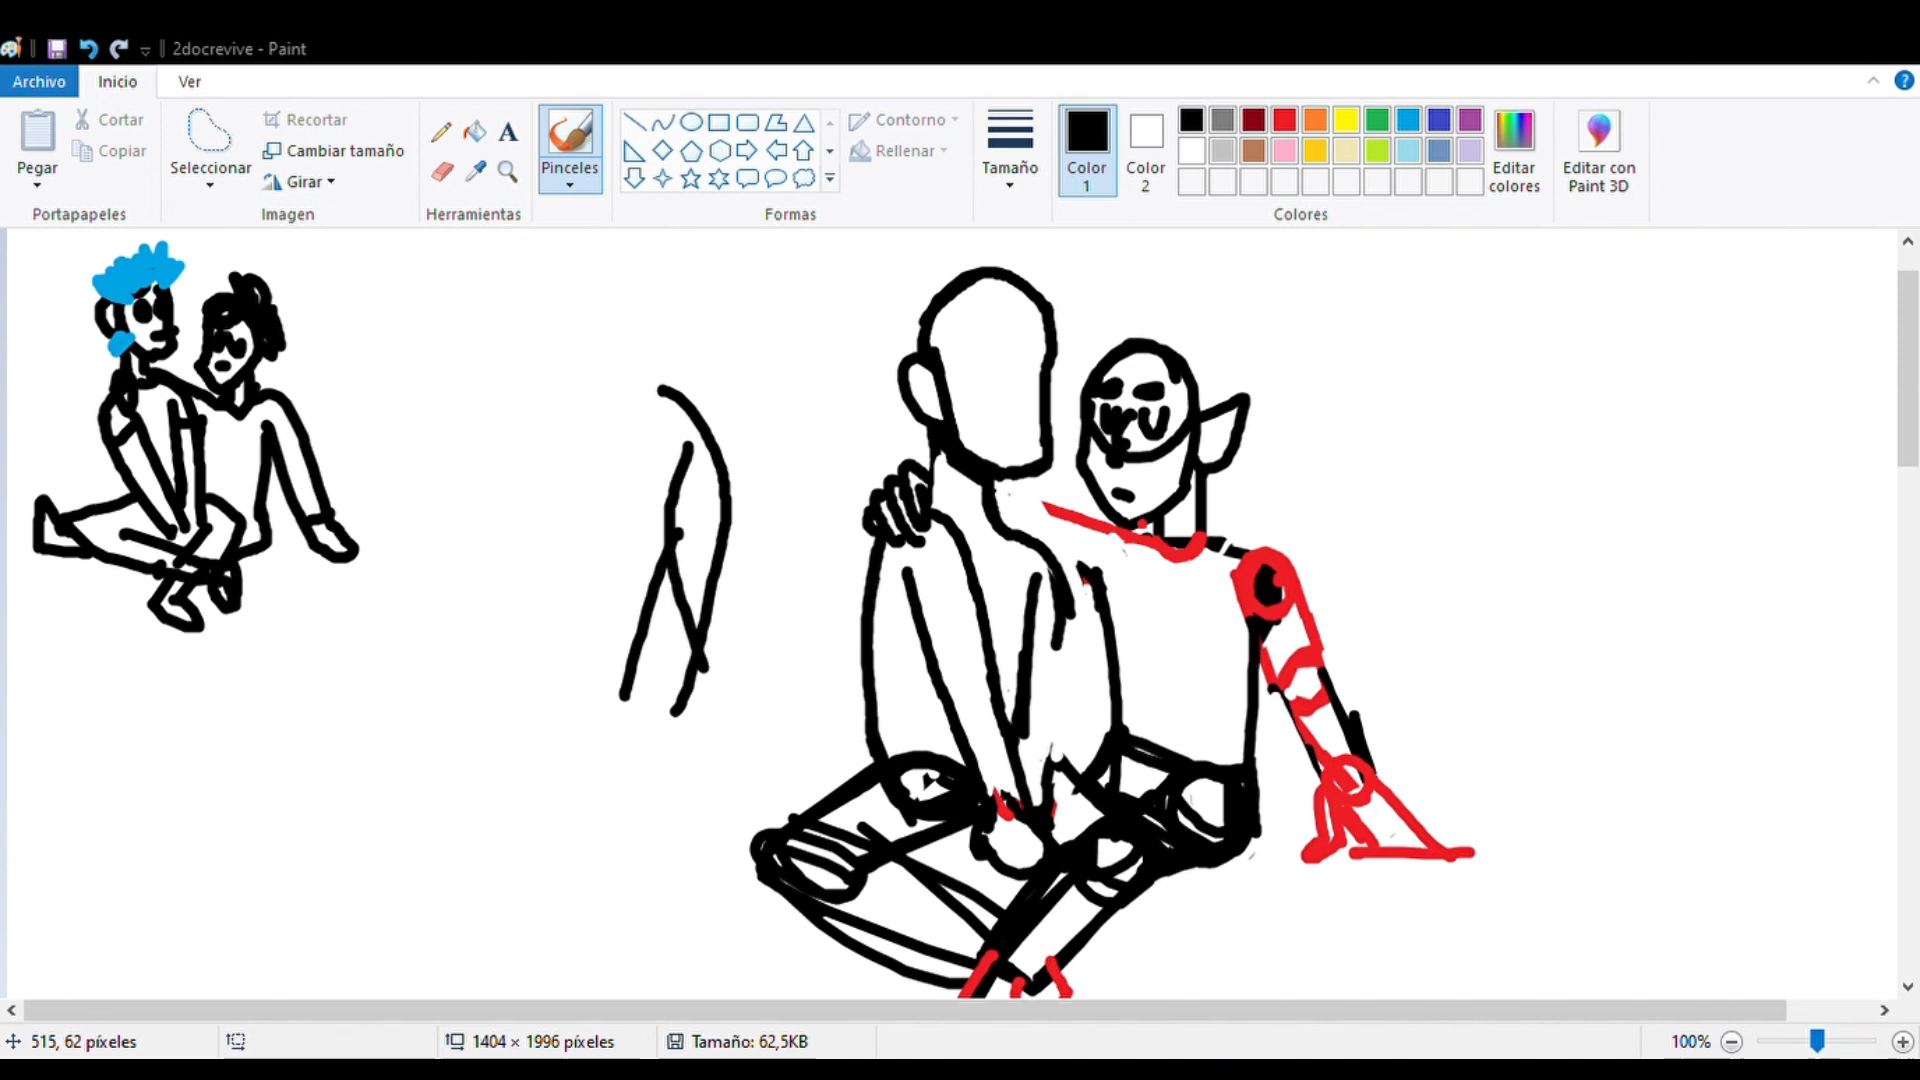 2docrevive - Paint
Archivo Inicio Ver
Pegar
Cortar
Copiar
Portapapeles
Seleccionar
Recortar
Cambiar tamaño
Girar
Imagen
A
Herramientas
Pinceles
Formas
Contorno
Rellenar
Tamaño
Color
1
Color
2
Colores
Editar
colores
Editar con
Paint 3D
?
515, 62 píxeles
1404 × 1996 píxeles
Tamaño: 62,5KB
100%